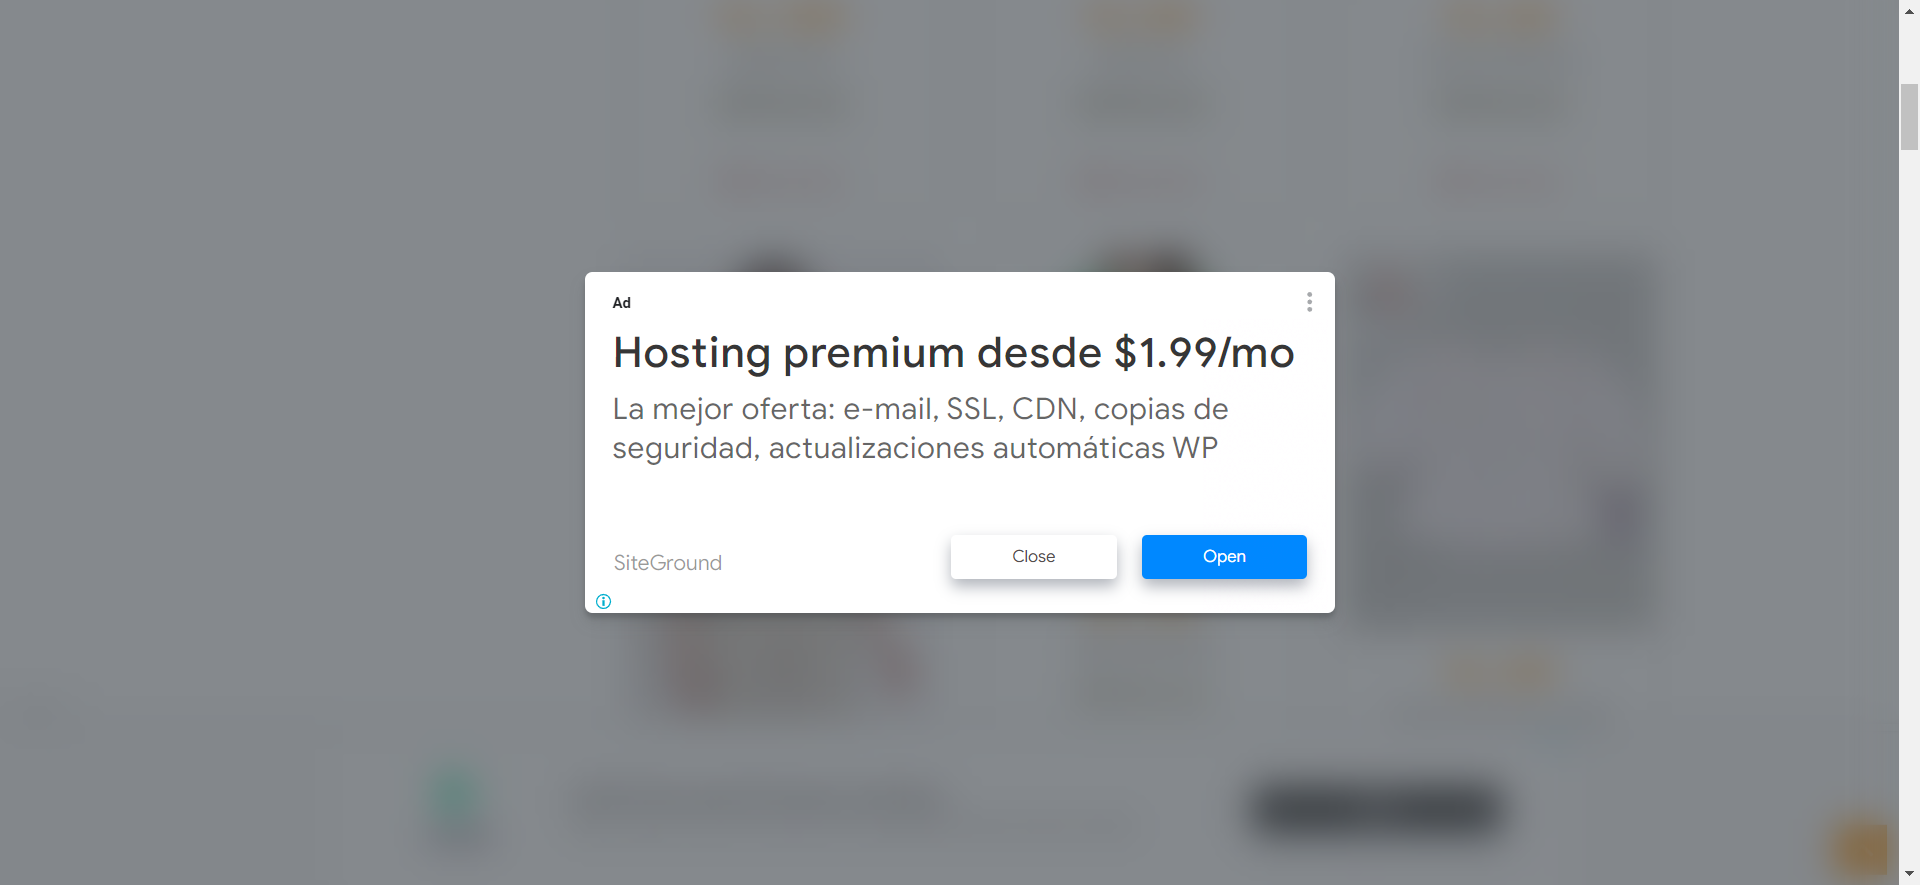 Ad
Hosting premium desde $1.99/mo
La mejor oferta: e-mail, SSL, CDN, copias de
seguridad, actualizaciones automáticas WP
SiteGround
Close
Open